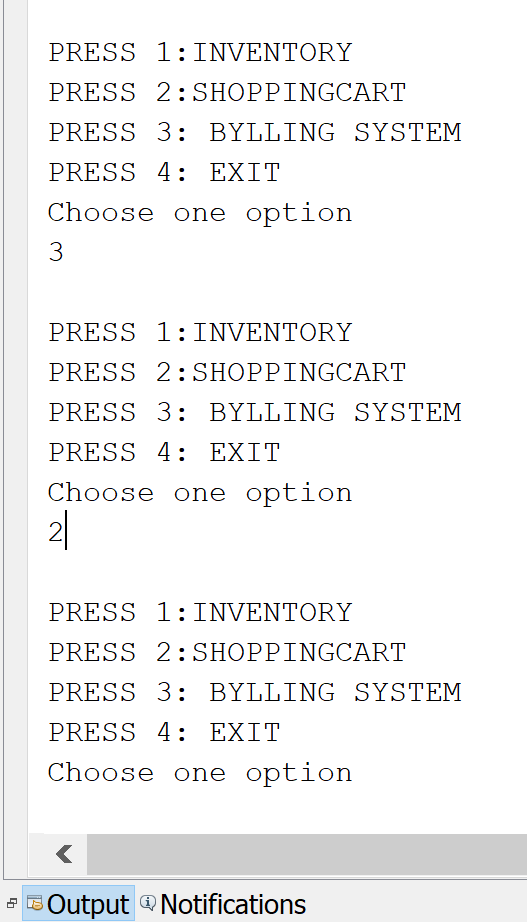 PRESS 1:INVENTORY
PRESS 2:SHOPPINGCART
PRESS 3: BYLLING SYSTEM
PRESS 4: EXIT
Choose one option
3
PRESS 1:INVENTORY
PRESS 2:SHOPPINGCART
PRESS 3: BYLLING SYSTEM
PRESS 4: EXIT
Choose one option
2
PRESS 1:INVENTORY
PRESS 2:SHOPPINGCART
PRESS 3: BYLLING SYSTEM
PRESS 4: EXIT
Choose one option
Output Notifications